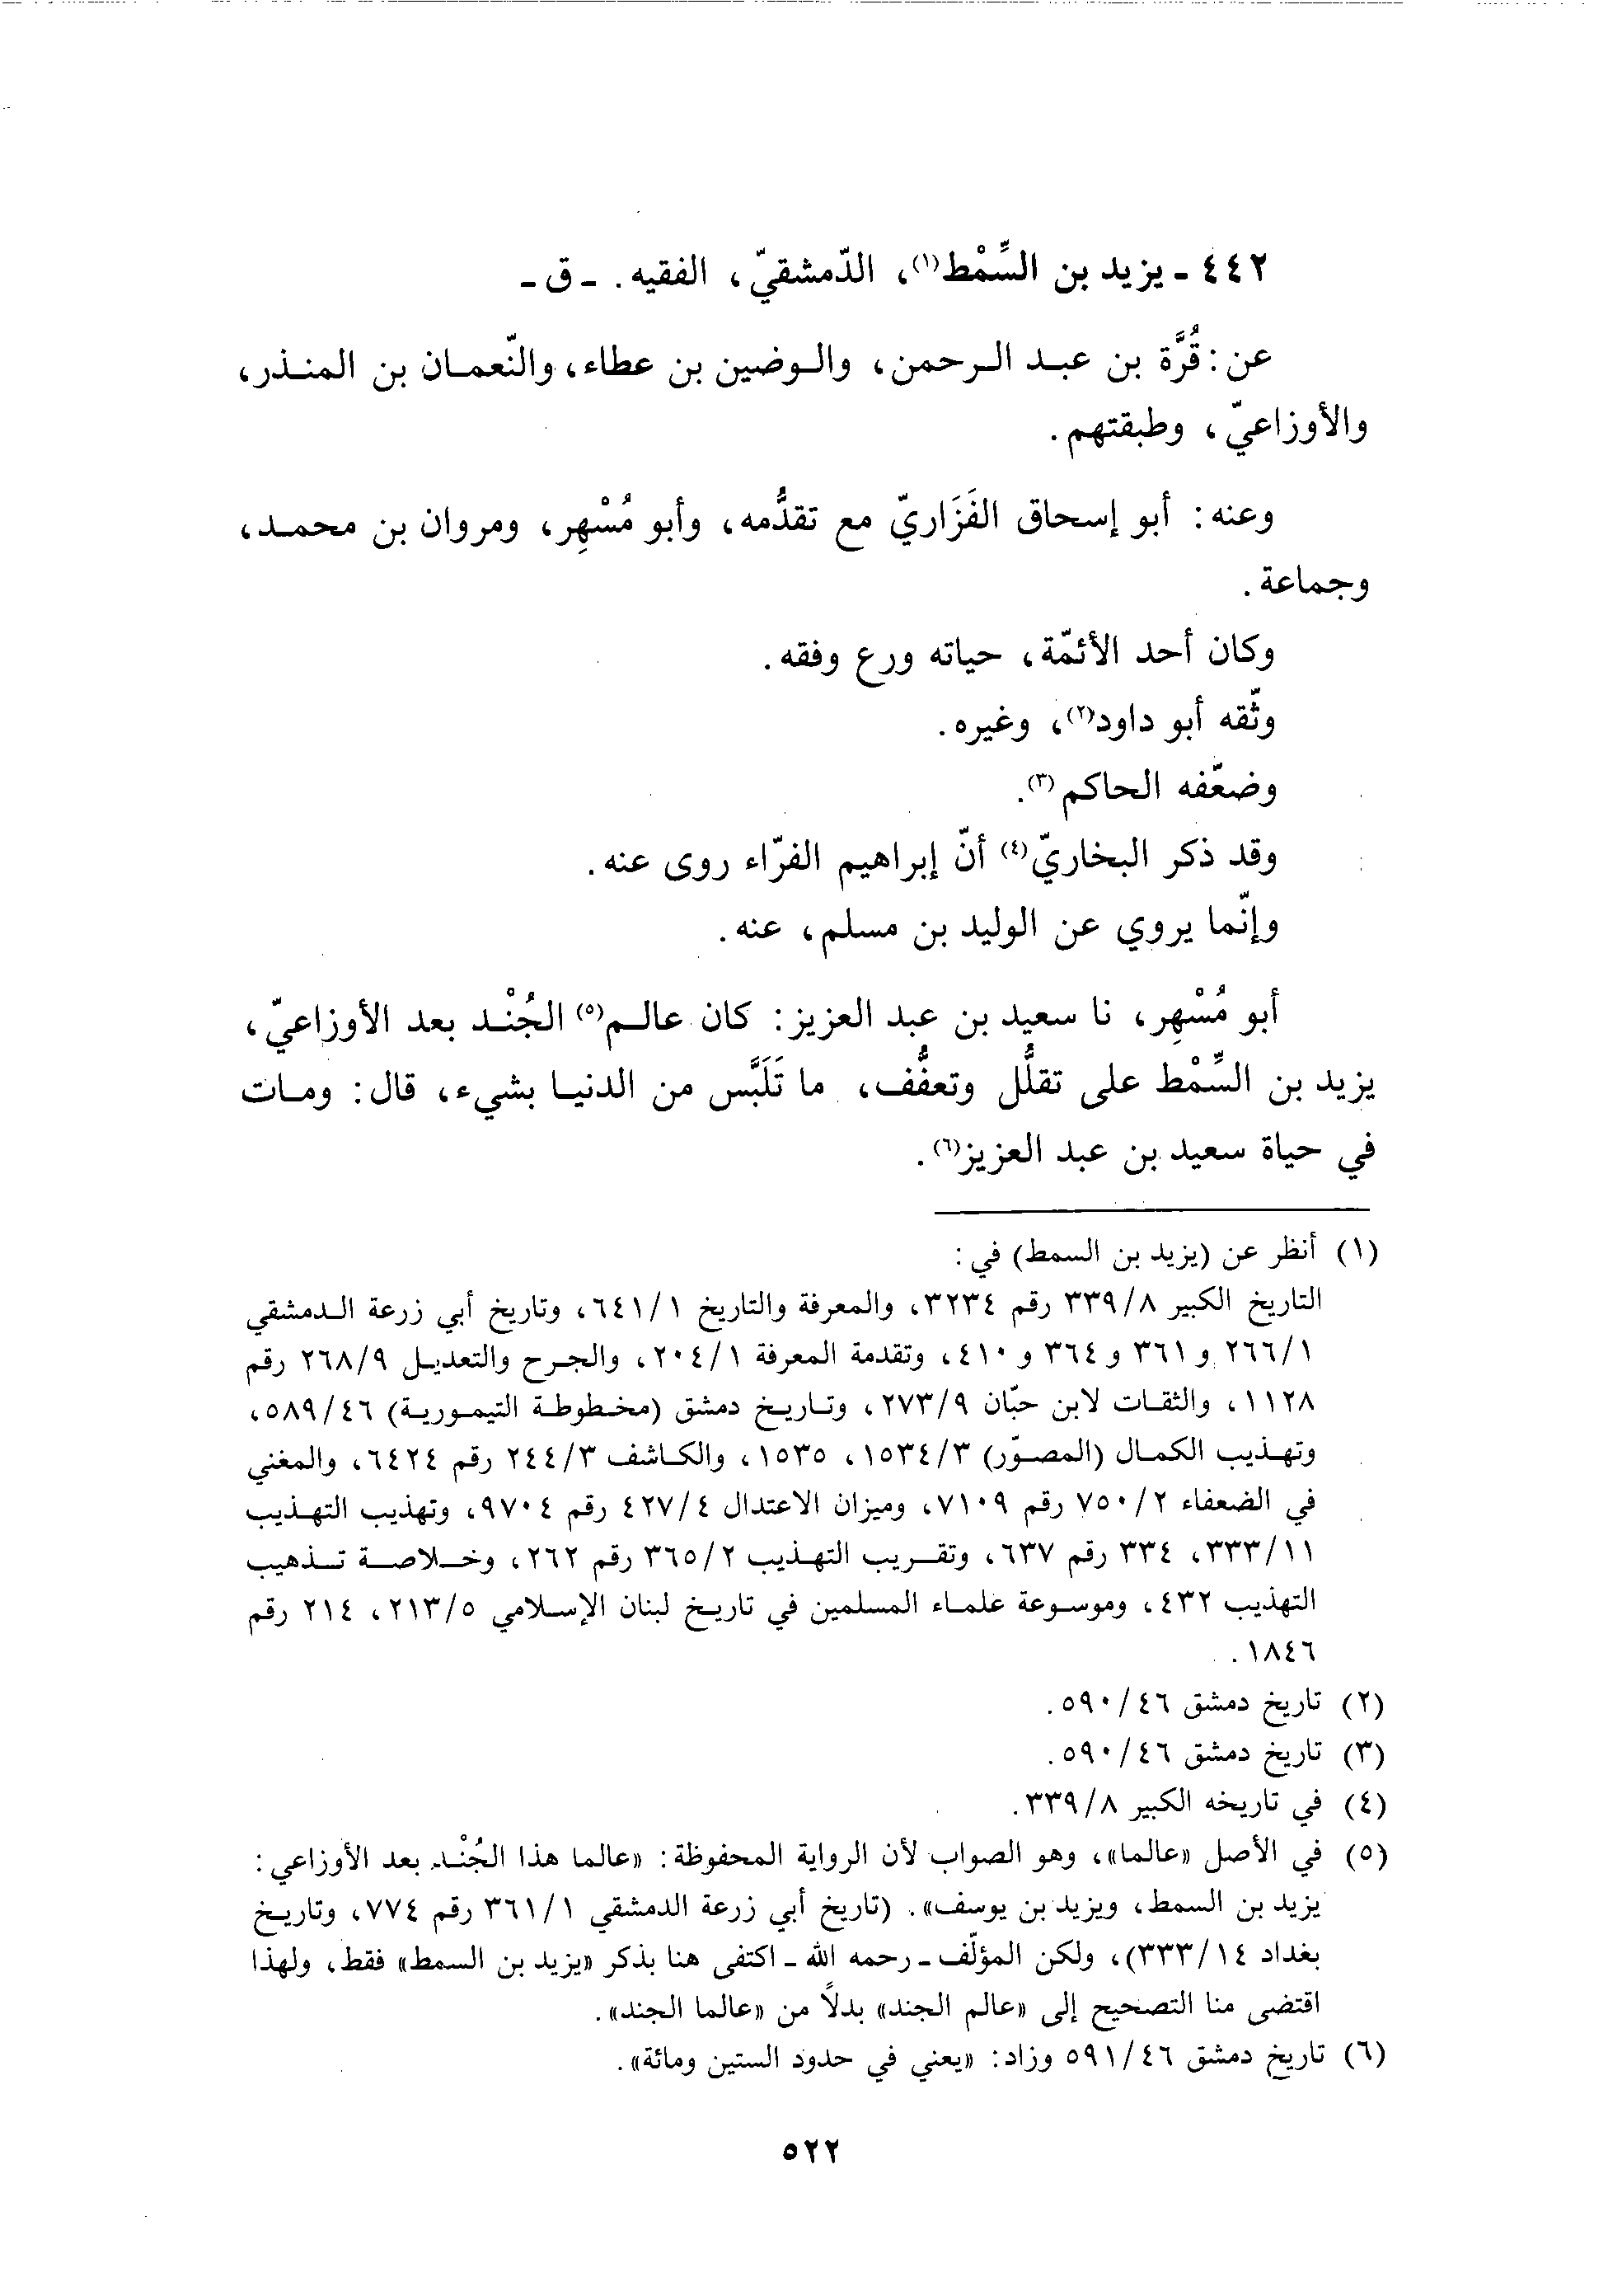 ٤٤٢ ـ يزيد بن السِّمْط(١)، الدّمشقيّ، الفقيه. ـ ق ـ
عن: قُرَّة بن عبد الرحمن، والوضين بن عطاء، والنّعمان بن المنذر،
والأوزاعيّ، وطبقتهم.
وعنه: أبو إسحاق الفَزَاريّ مع تقدُّمه، وأبو مُسْهِر، ومروان بن محمد،
وجماعة.
وكان أحد الأئمّة، حياته ورع وفقه.
وثّقه أبو داود(٢)، وغيره.
وضعّفه الحاكم(٣).
وقد ذكر البخاريّ(٤) أنّ إبراهيم الفرّاء روى عنه.
وإنّما يروي عن الوليد بن مسلم، عنه.
أبو مُسْهِر، نا سعيد بن عبد العزيز: كان عالم(٥) الجُنْد بعد الأوزاعيّ،
يزيد بن السِّمْط على تقلُّل وتعفُّف، ما تَلَبَّس من الدنيا بشيء، قال: ومات
في حياة سعيد بن عبد العزيز(٦).
(١) أنظر عن (يزيد بن السمط) في:
التاريخ الكبير ٣٣٩/٨ رقم ٣٢٣٤، والمعرفة والتاريخ ٦٤١/١، وتاريخ أبي زرعة الدمشقي
٢٦٦/١ و ٣٦١ و ٣٦٤ و ٤١٠، وتقدمة المعرفة ٢٠٤/١، والجرح والتعديل ٢٦٨/٩ رقم
١١٢٨، والثقات لابن حبّان ٢٧٣/٩، وتاريخ دمشق (مخطوطة التيمورية) ٥٨٩/٤٦،
وتهذيب الكمال (المصوّر) ١٥٣٤/٣، ١٥٣٥، والكاشف ٢٤٤/٣ رقم ٦٤٢٤، والمغني
في الضعفاء ٧٥٠/٢ رقم ٧١٠٩، وميزان الاعتدال ٤٢٧/٤ رقم ٩٧٠٤، وتهذيب التهذيب
٣٣٣/١١، ٣٣٤ رقم ٦٣٧، وتقريب التهذيب ٣٦٥/٢ رقم ٢٦٢، وخلاصة تذهيب
التهذيب ٤٣٢، وموسوعة علماء المسلمين في تاريخ لبنان الإسلامي ٢١٣/٥، ٢١٤ رقم
١٨٤٦.
(٢) تاريخ دمشق ٥٩٠/٤٦.
(٣) تاريخ دمشق ٥٩٠/٤٦.
(٤) في تاريخه الكبير ٣٣٩/٨.
(٥) في الأصل «عالما»، وهو الصواب لأن الرواية المحفوظة: «عالما هذا الجُنْد بعد الأوزاعي:
يزيد بن السمط، ويزيد بن يوسف». (تاريخ أبي زرعة الدمشقي ٣٦١/١ رقم ٧٧٤، وتاريخ
بغداد ٣٣٣/١٤)، ولكن المؤلّف ـ رحمه الله ـ اكتفى هنا بذكر «يزيد بن السمط» فقط، ولهذا
اقتضى منا التصحيح إلى «عالم الجند» بدلاً من «عالما الجند».
(٦) تاريخ دمشق ٥٩١/٤٦ وزاد: «يعني في حدود الستين ومائة».
٥٢٢